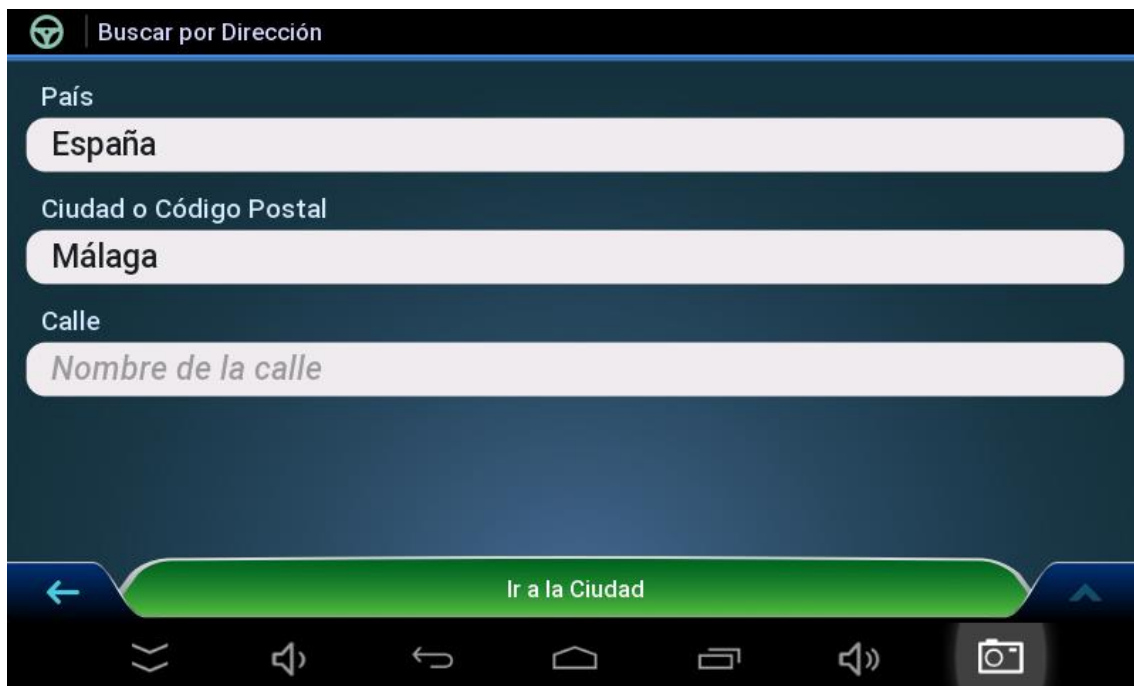 Buscar por Dirección
País
España
Ciudad o Código Postal
Málaga
Calle
Nombre de la calle
Ir a la Ciudad